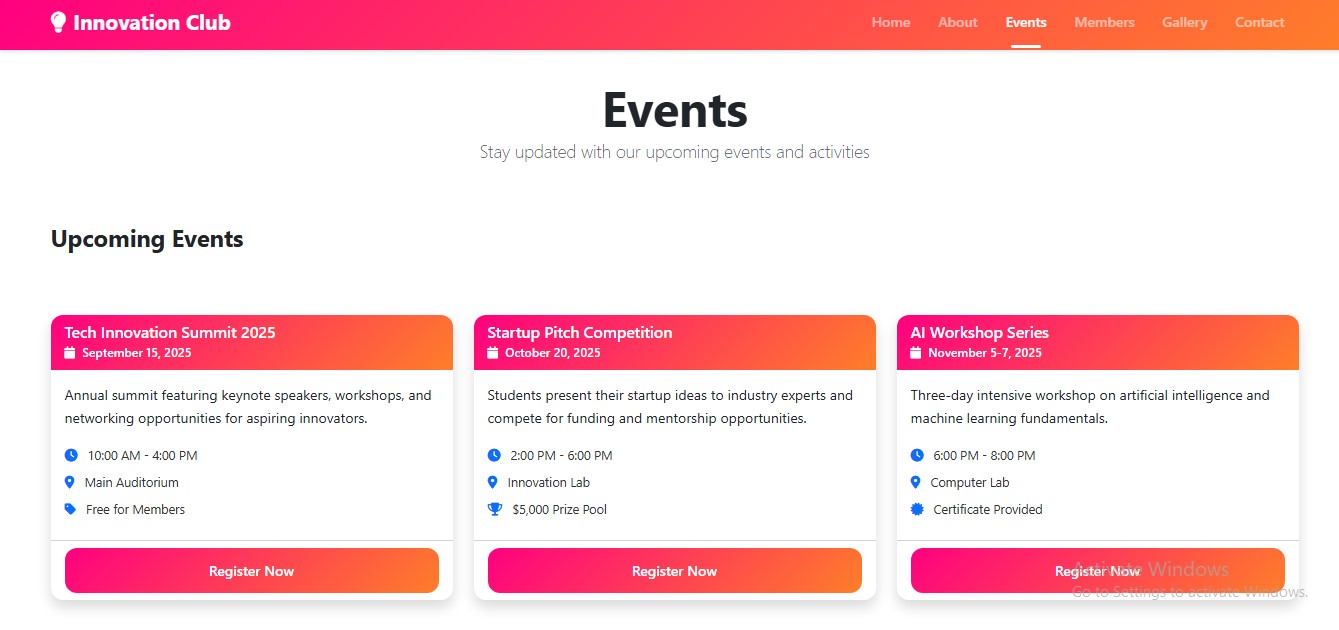 Innovation Club
Home About Events Members Gallery Contact
Events
Stay updated with our upcoming events and activities
Upcoming Events
Tech Innovation Summit 2025
September 15, 2025
Annual summit featuring keynote speakers, workshops, and
networking opportunities for aspiring innovators.
10:00 AM - 4:00 PM
Main Auditorium
Free for Members
Register Now
Startup Pitch Competition
October 20, 2025
Students present their startup ideas to industry experts and
compete for funding and mentorship opportunities.
2:00 PM - 6:00 PM
Innovation Lab
$5,000 Prize Pool
Register Now
AI Workshop Series
November 5-7, 2025
Three-day intensive workshop on artificial intelligence and
machine learning fundamentals.
6:00 PM - 8:00 PM
Computer Lab
Certificate Provided
Register Now
Activate Windows
Go to Settings to activate Windows.